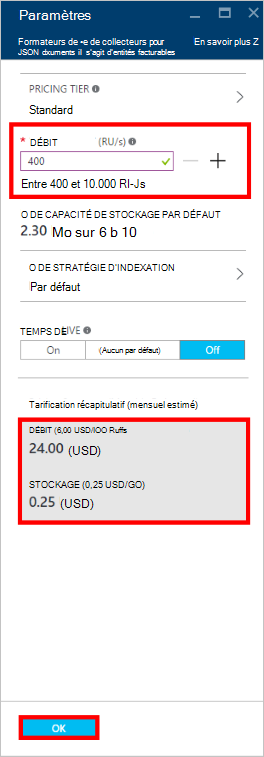 Paramètres
Formateurs de •e de collecteurs pour En savoir plus Z
JSON dxuments il s'agit d'entités facturables
PRICING TIER
Standard
* DÉBIT (RU/s)
400
Entre 400 et 10.000 RI-Js
O DE CAPACITÉ DE STOCKAGE PAR DÉFAUT
2.30 Mo sur 6 b 10
O DE STRATÉGIE D'INDEXATION
Par défaut
TEMPS DE LIVE
On (Aucun par défaut) Off
Tarification récapitulatif (mensuel estimé)
DÉBIT (6,00 USD/IOO Ruffs
24.00 (USD)
STOCKAGE (0,25 USD/GO)
0.25 (USD)
OK